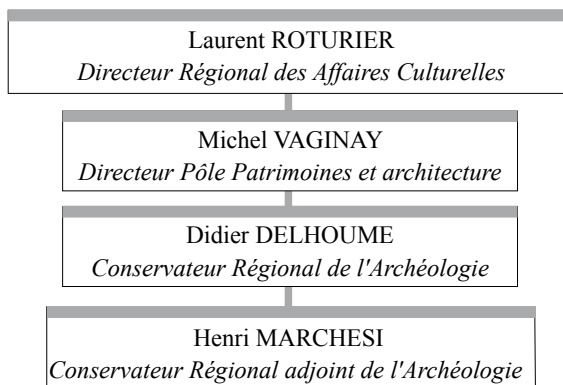 Laurent ROTURIER
Directeur Régional des Affaires Culturelles
Michel VAGINAY
Directeur Pôle Patrimoines et architecture
Didier DELHOUME
Conservateur Régional de l'Archéologie
Henri MARCHESI
Conservateur Régional adjoint de l'Archéologie